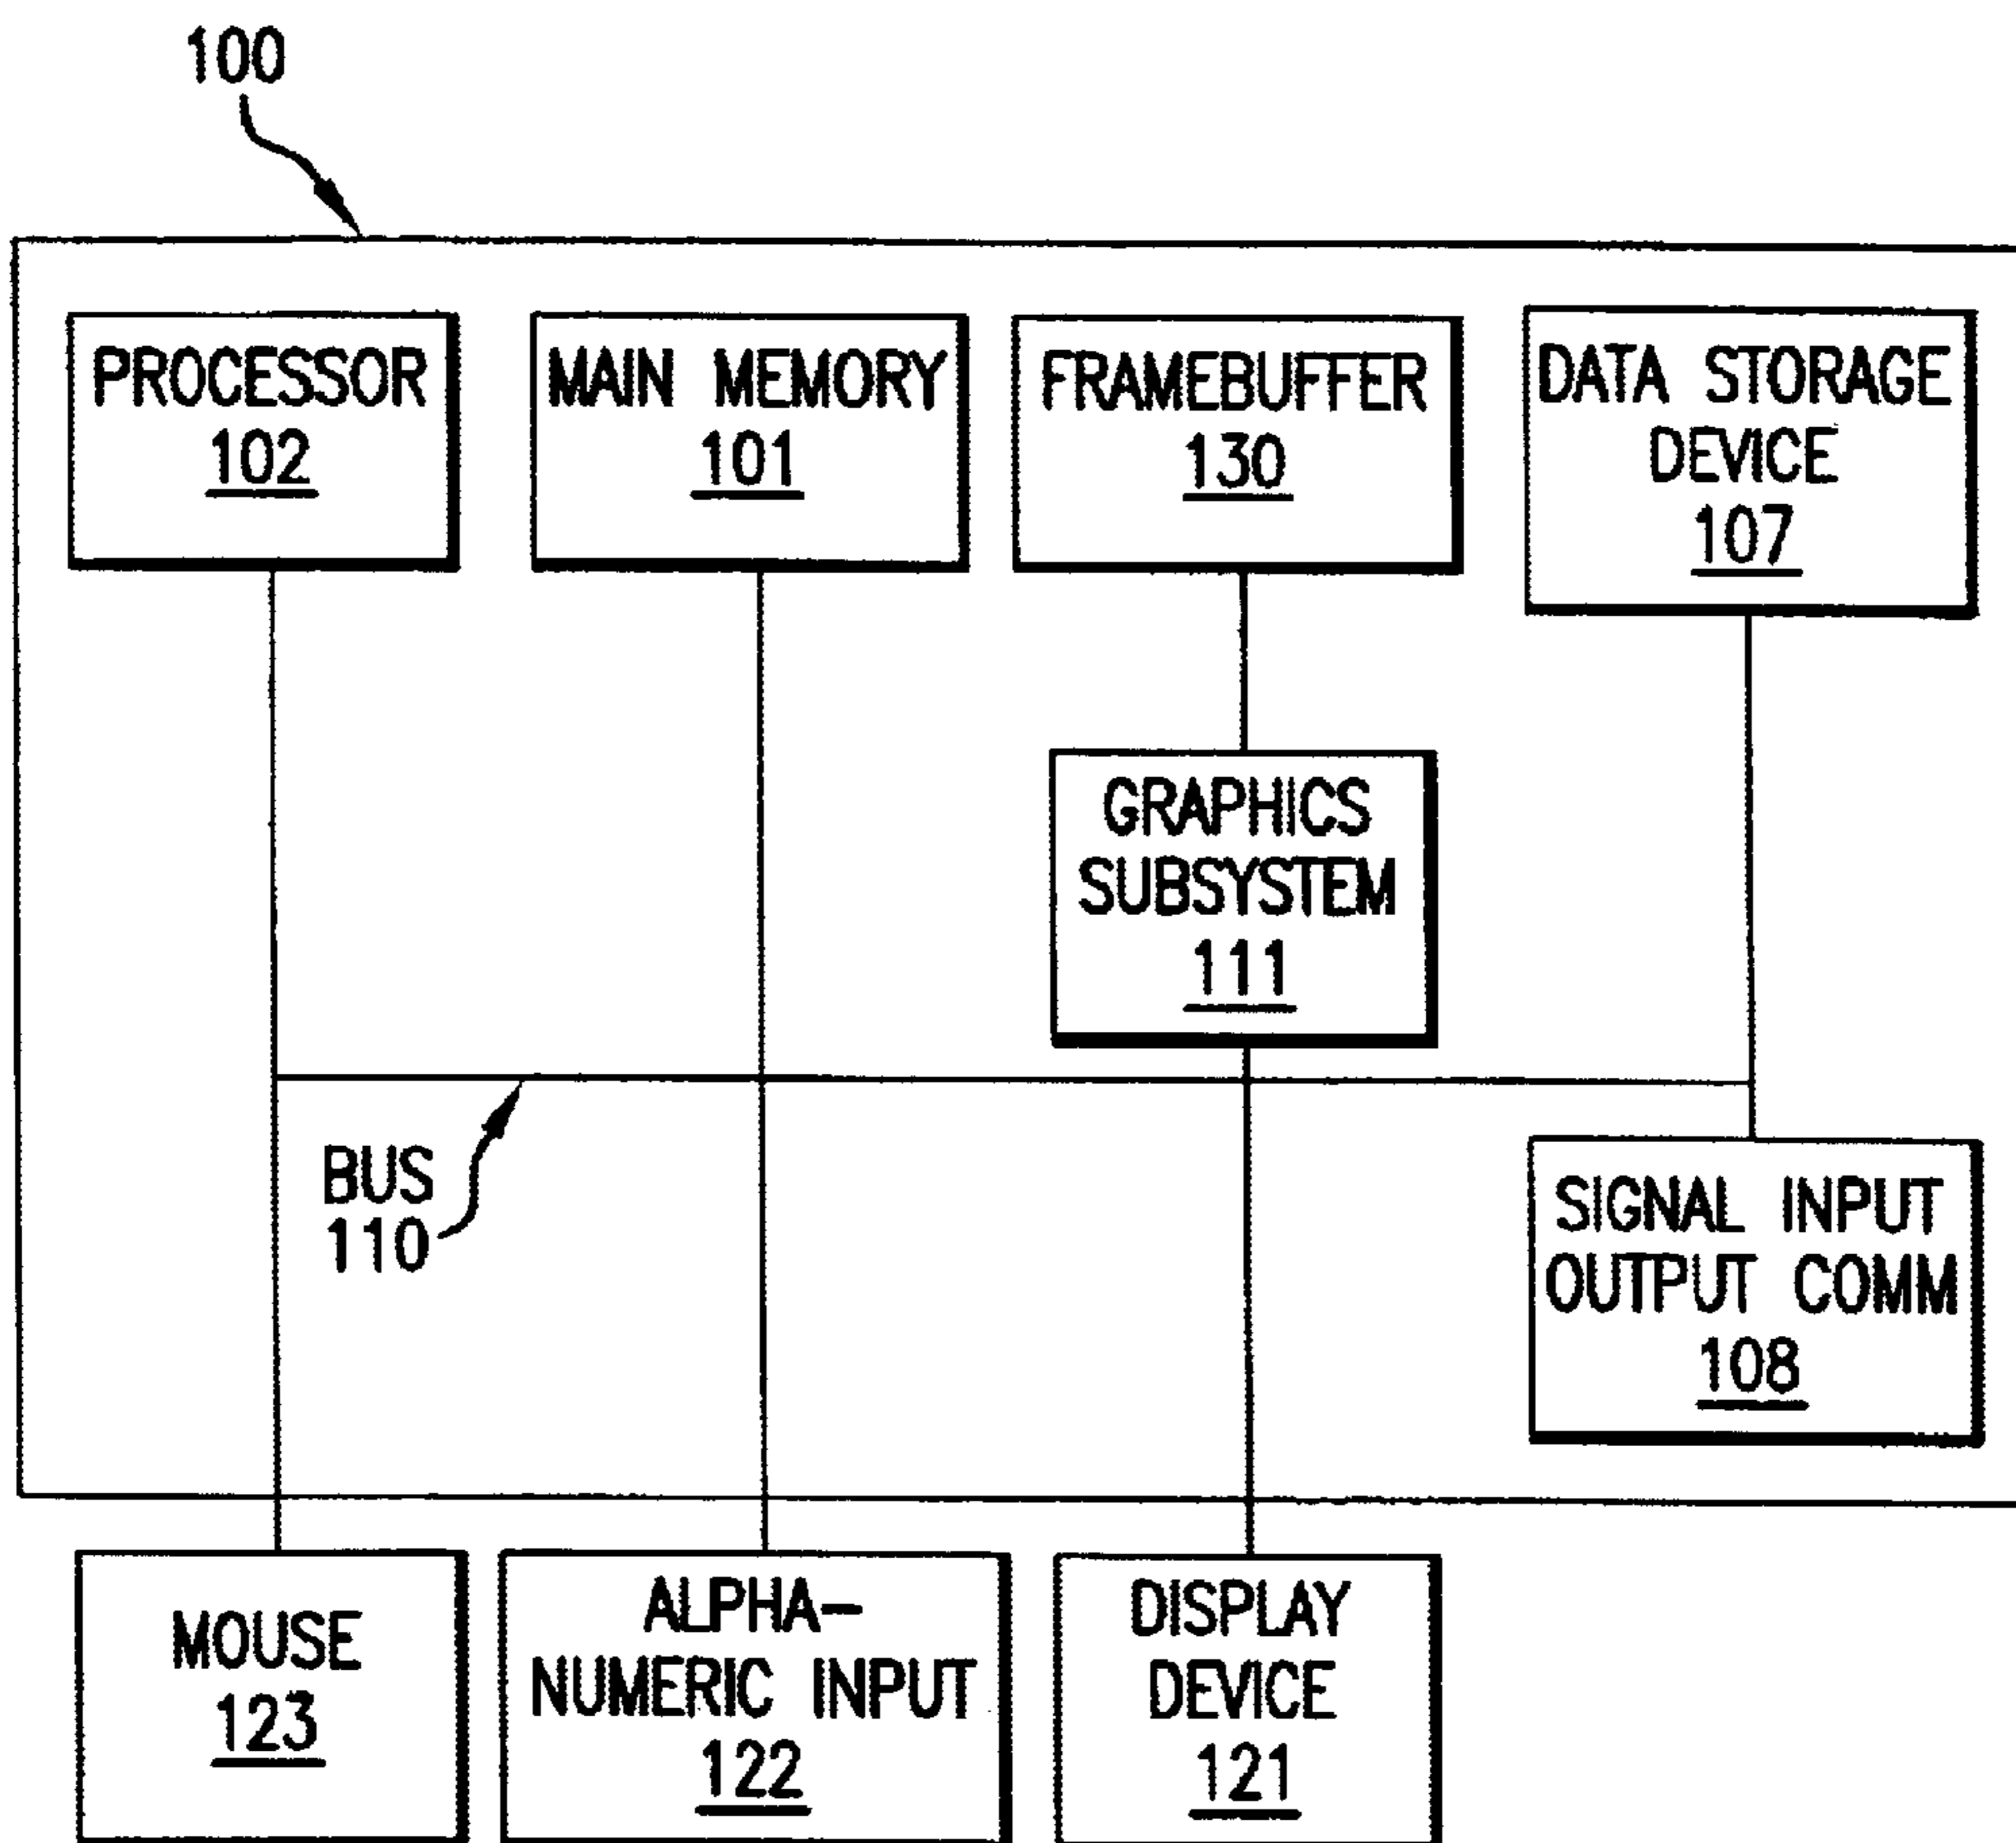 100
PROCESSOR
102
MAIN MEMORY
101
FRAMEBUFFER
130
DATA STORAGE
DEVICE
107
GRAPHICS
SUBSYSTEM
111
BUS
110
SIGNAL INPUT
OUTPUT COMM
108
MOUSE
123
ALPHA-
NUMERIC INPUT
122
DISPLAY
DEVICE
121